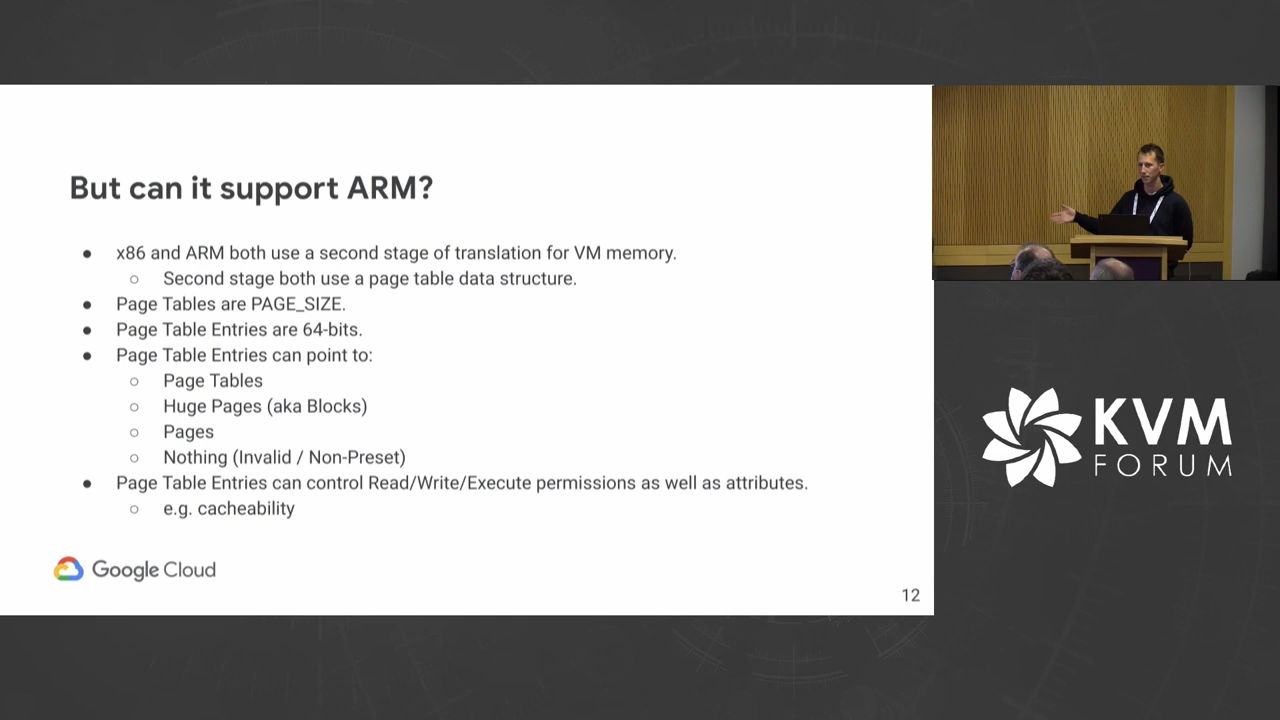 But can it support ARM?
● x86 and ARM both use a second stage of translation for VM memory.
○ Second stage both use a page table data structure.
● Page Tables are PAGE_SIZE.
● Page Table Entries are 64-bits.
● Page Table Entries can point to:
○ Page Tables
○ Huge Pages (aka Blocks)
○ Pages
○ Nothing (Invalid / Non-Preset)
● Page Table Entries can control Read/Write/Execute permissions as well as attributes.
○ e.g. cacheability
Google Cloud
12
KVM
FORUM